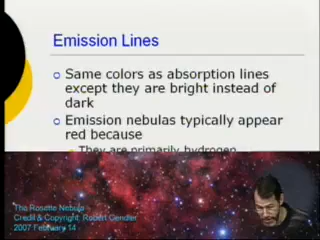 Emission Lines
Same colors as absorption lines
except they are bright instead of
dark
Emission nebulas typically appear
red because
They are primarily hydrogen
The Rosette Nebula
Credit & Copyright: Robert Gendler
2007 February 14